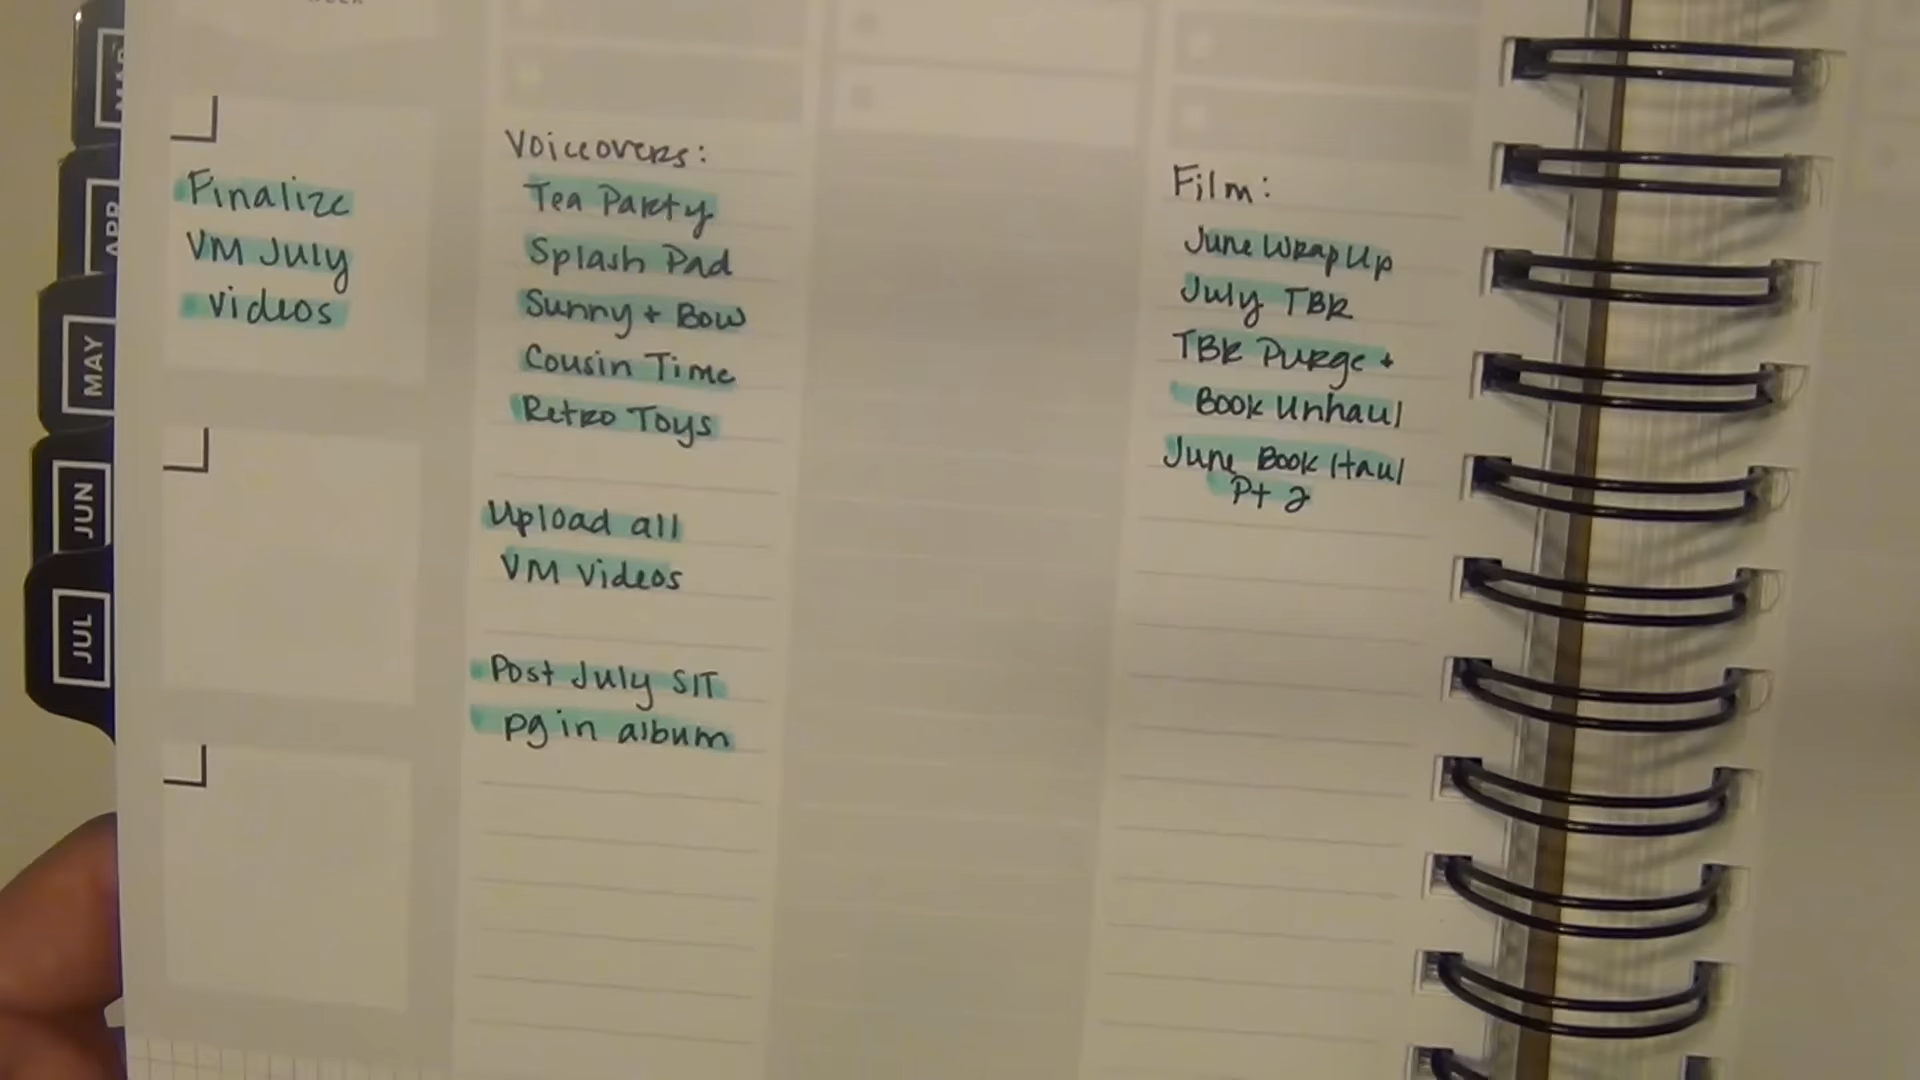 MAR
APR
MAY
JUN
JUL
Finalize
VM July
videos
Voiceovers:
Tea Party
Splash Pad
Sunny + Bow
Cousin Time
Retro Toys
Upload all
VM Videos
Post July SIT
pg in album
Film:
June Wrap Up
July TBR
TBR Purge +
Book Unhaul
June Book Haul
Pt 2